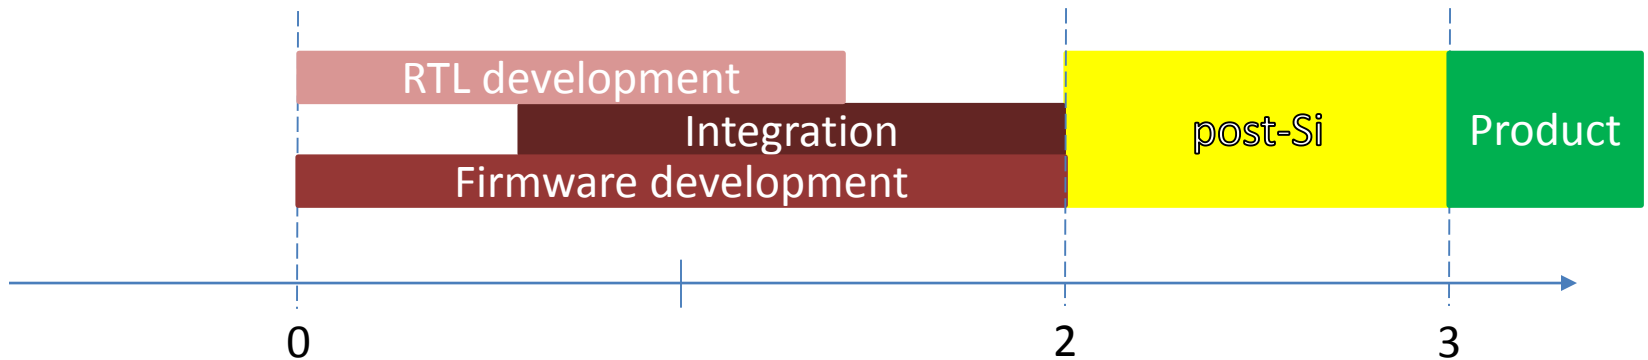 RTL development
Integration
Firmware development
post-Si
Product
0
2
3